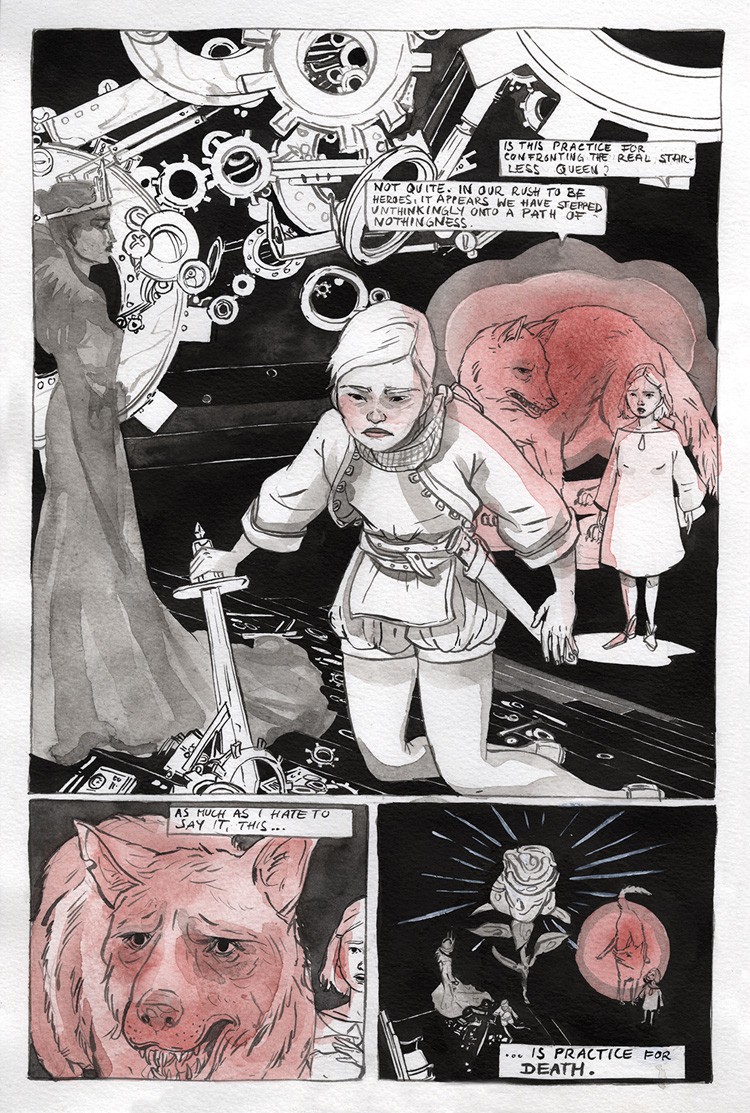 IS THIS PRACTICE FOR
CONFRONTING THE REAL STAR-
LESS QUEEN?
NOT QUITE. IN OUR RUSH TO BE
HEROES, IT APPEARS WE HAVE STEPPED
UNTHINKINGLY ONTO A PATH OF
NOTHINGNESS.
AS MUCH AS I HATE TO
SAY IT, THIS...
... IS PRACTICE FOR
DEATH.